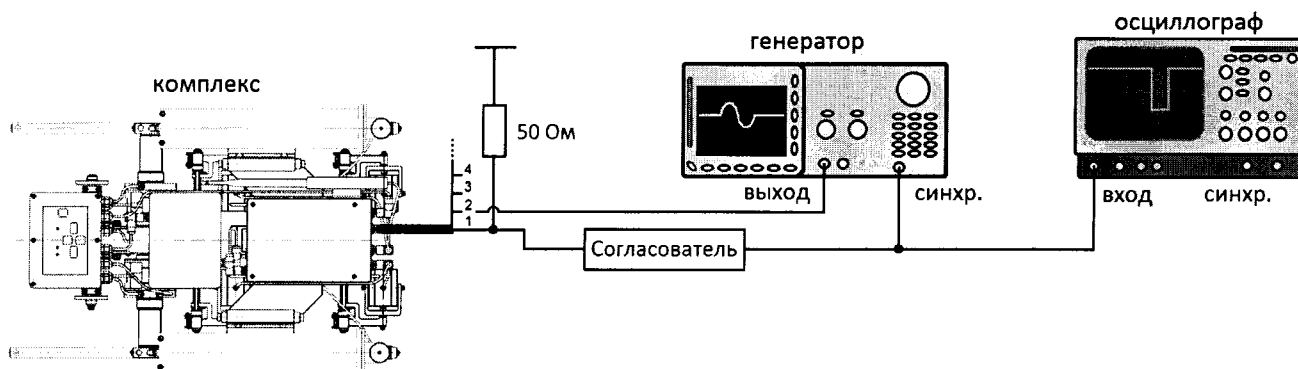 осциллограф
генератор
комплекс
50 Ом
4
3
2
1
выход
синхр.
вход
синхр.
Согласователь